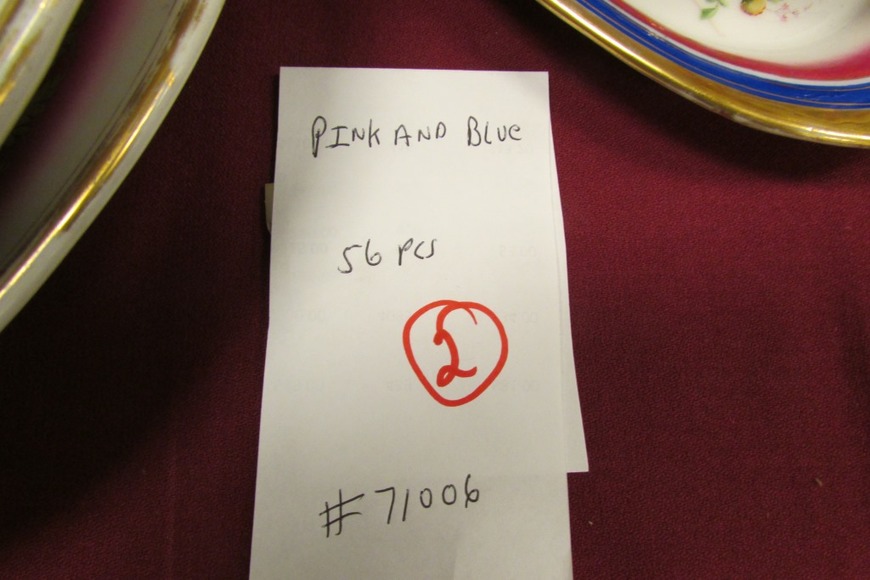 PINK AND Blue
56 pcs
2
#71006